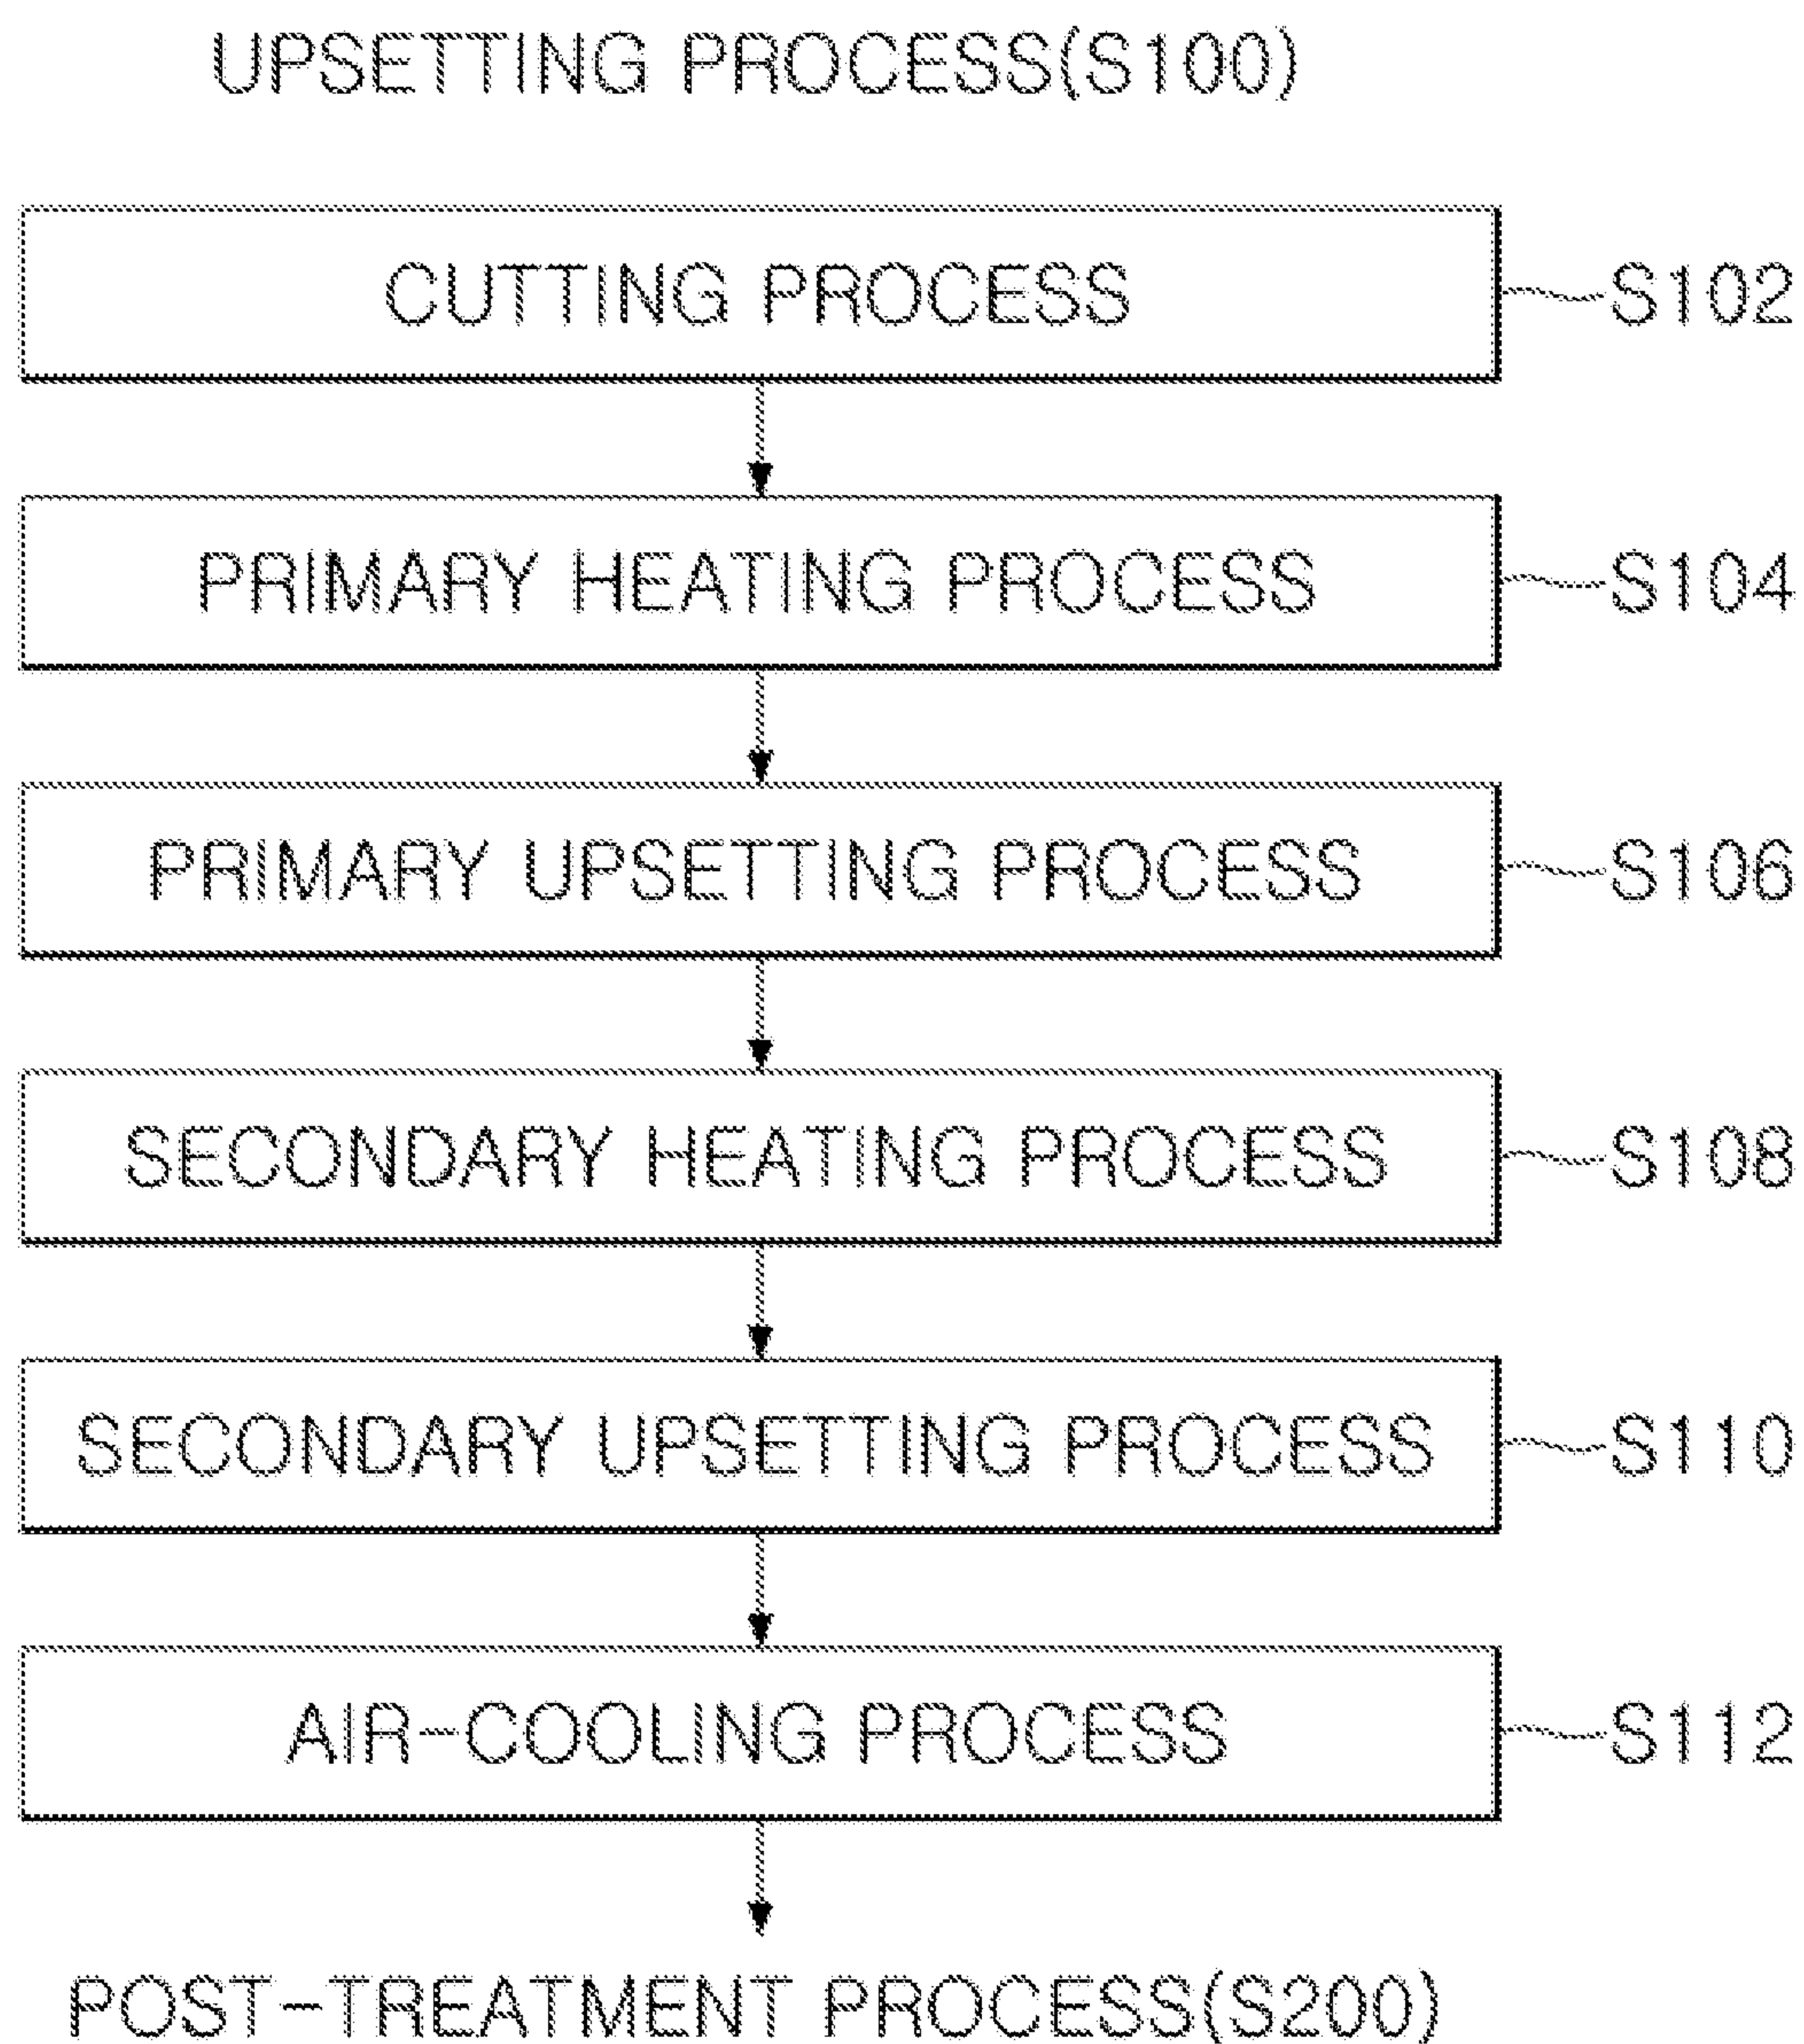 UPSETTING PROCESS(S100)
CUTTING PROCESS S102
PRIMARY HEATING PROCESS S104
PRIMARY UPSETTING PROCESS S106
SECONDARY HEATING PROCESS S108
SECONDARY UPSETTING PROCESS S110
AIR-COOLING PROCESS S112
POST-TREATMENT PROCESS(S200)